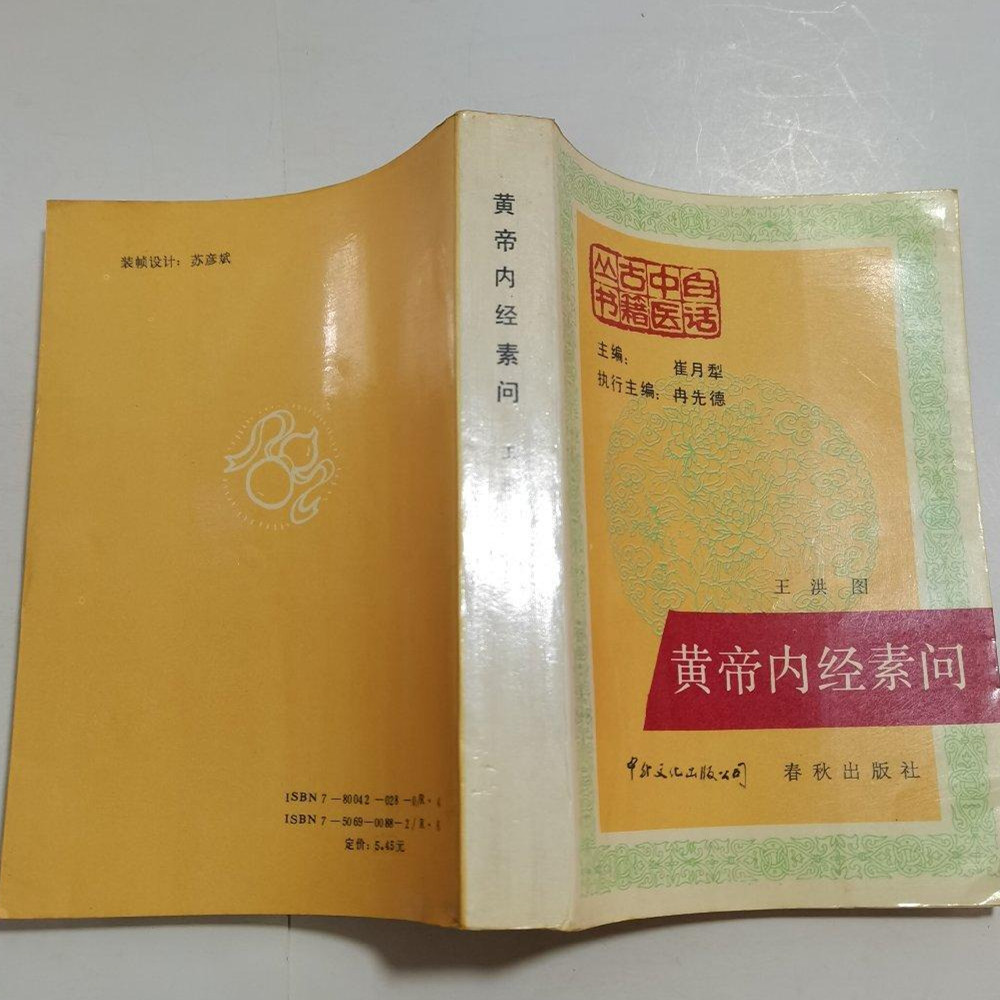 装帧设计：苏彦斌
ISBN 7—80042—028—
ISBN 7—5069—0088—2/R·6
定价：5.45元
黄帝内经素问 王
白话中医古籍丛书
主编： 崔月犁
执行主编：冉先德
王洪图
黄帝内经素问
中外文化出版公司 春秋出版社